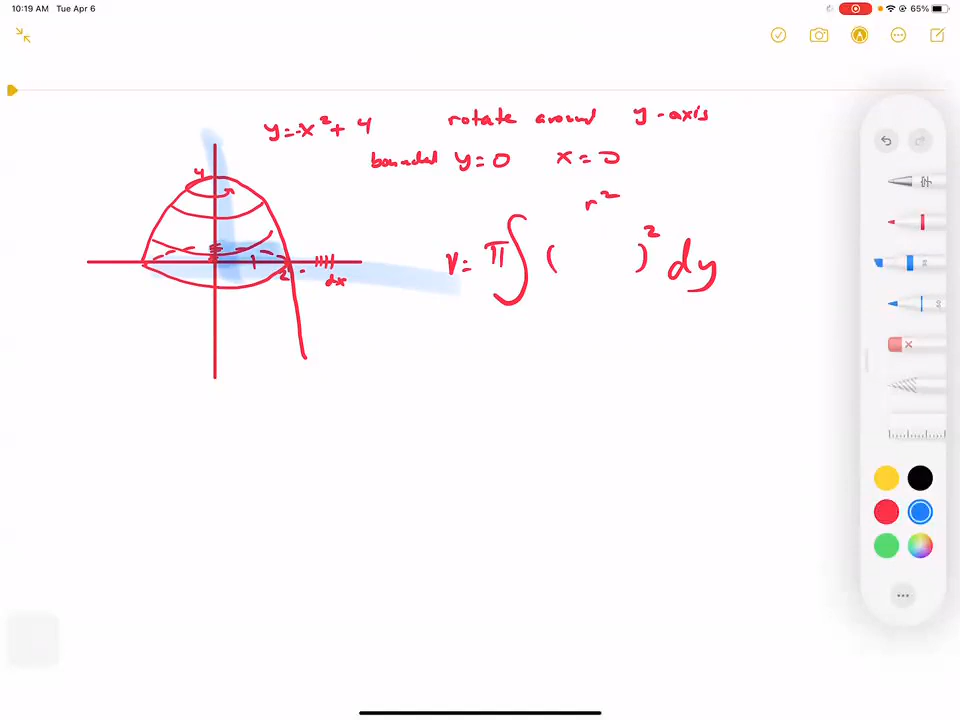 10:19 AM Tue Apr 6
65%
y=-x²+ 4 rotate around y-axis
bounded y=0 x=0
4
r²
V= π∫( )² dy
1
2
dx